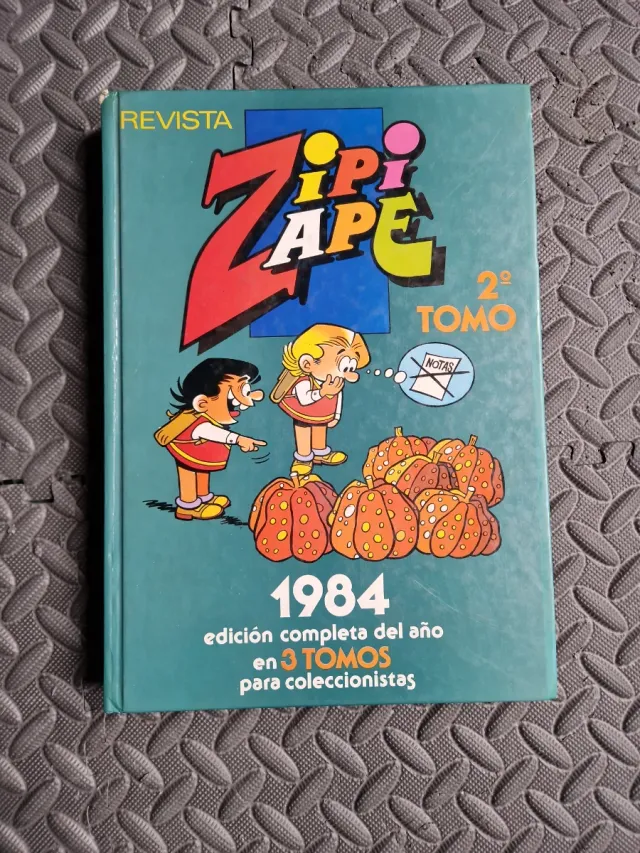 REVISTA
ZiPi
ZAPE
2º
TOMO
NOTAS
1984
edición completa del año
en 3 TOMOS
para coleccionistas